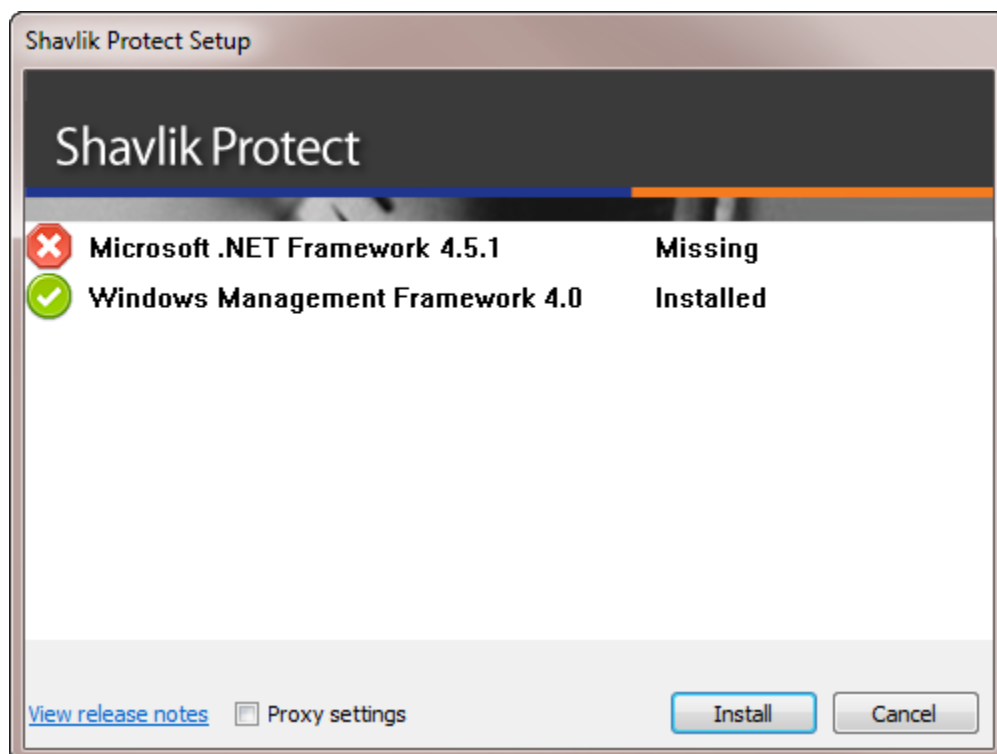 Shavlik Protect Setup
Shavlik Protect
Microsoft .NET Framework 4.5.1 Missing
Windows Management Framework 4.0 Installed
View release notes Proxy settings Install Cancel